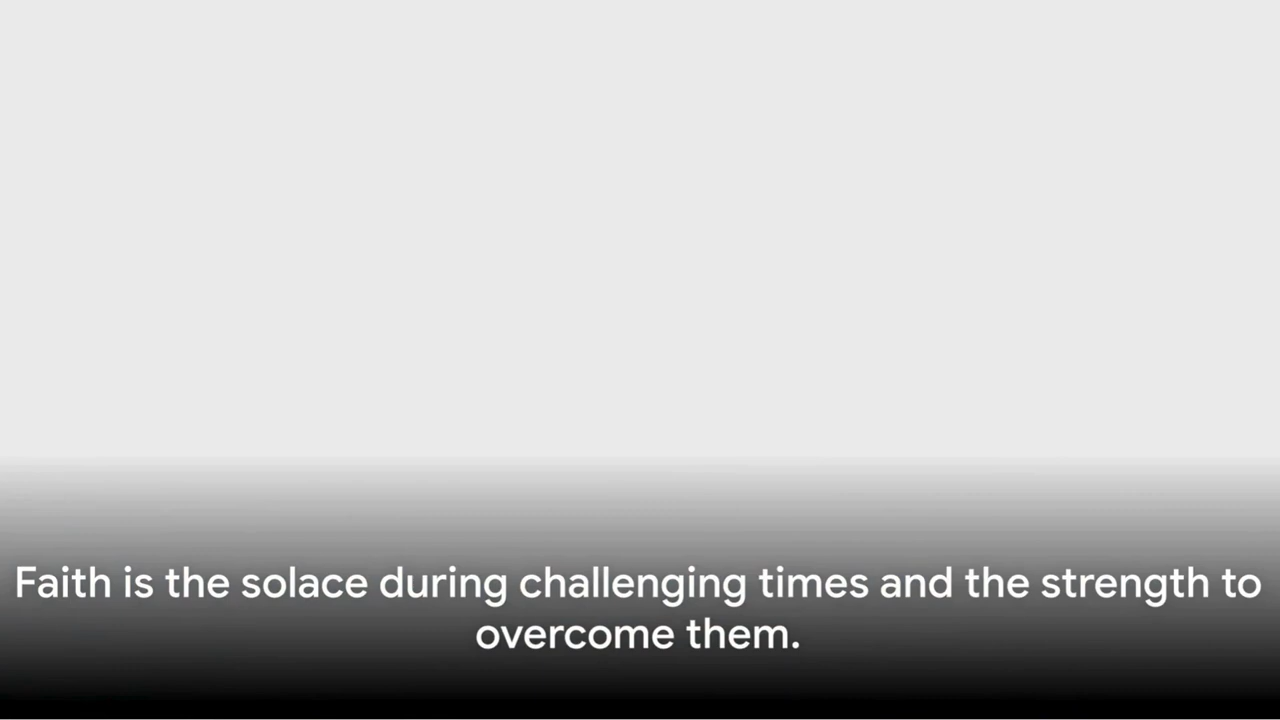 Faith is the solace during challenging times and the strength to
overcome them.